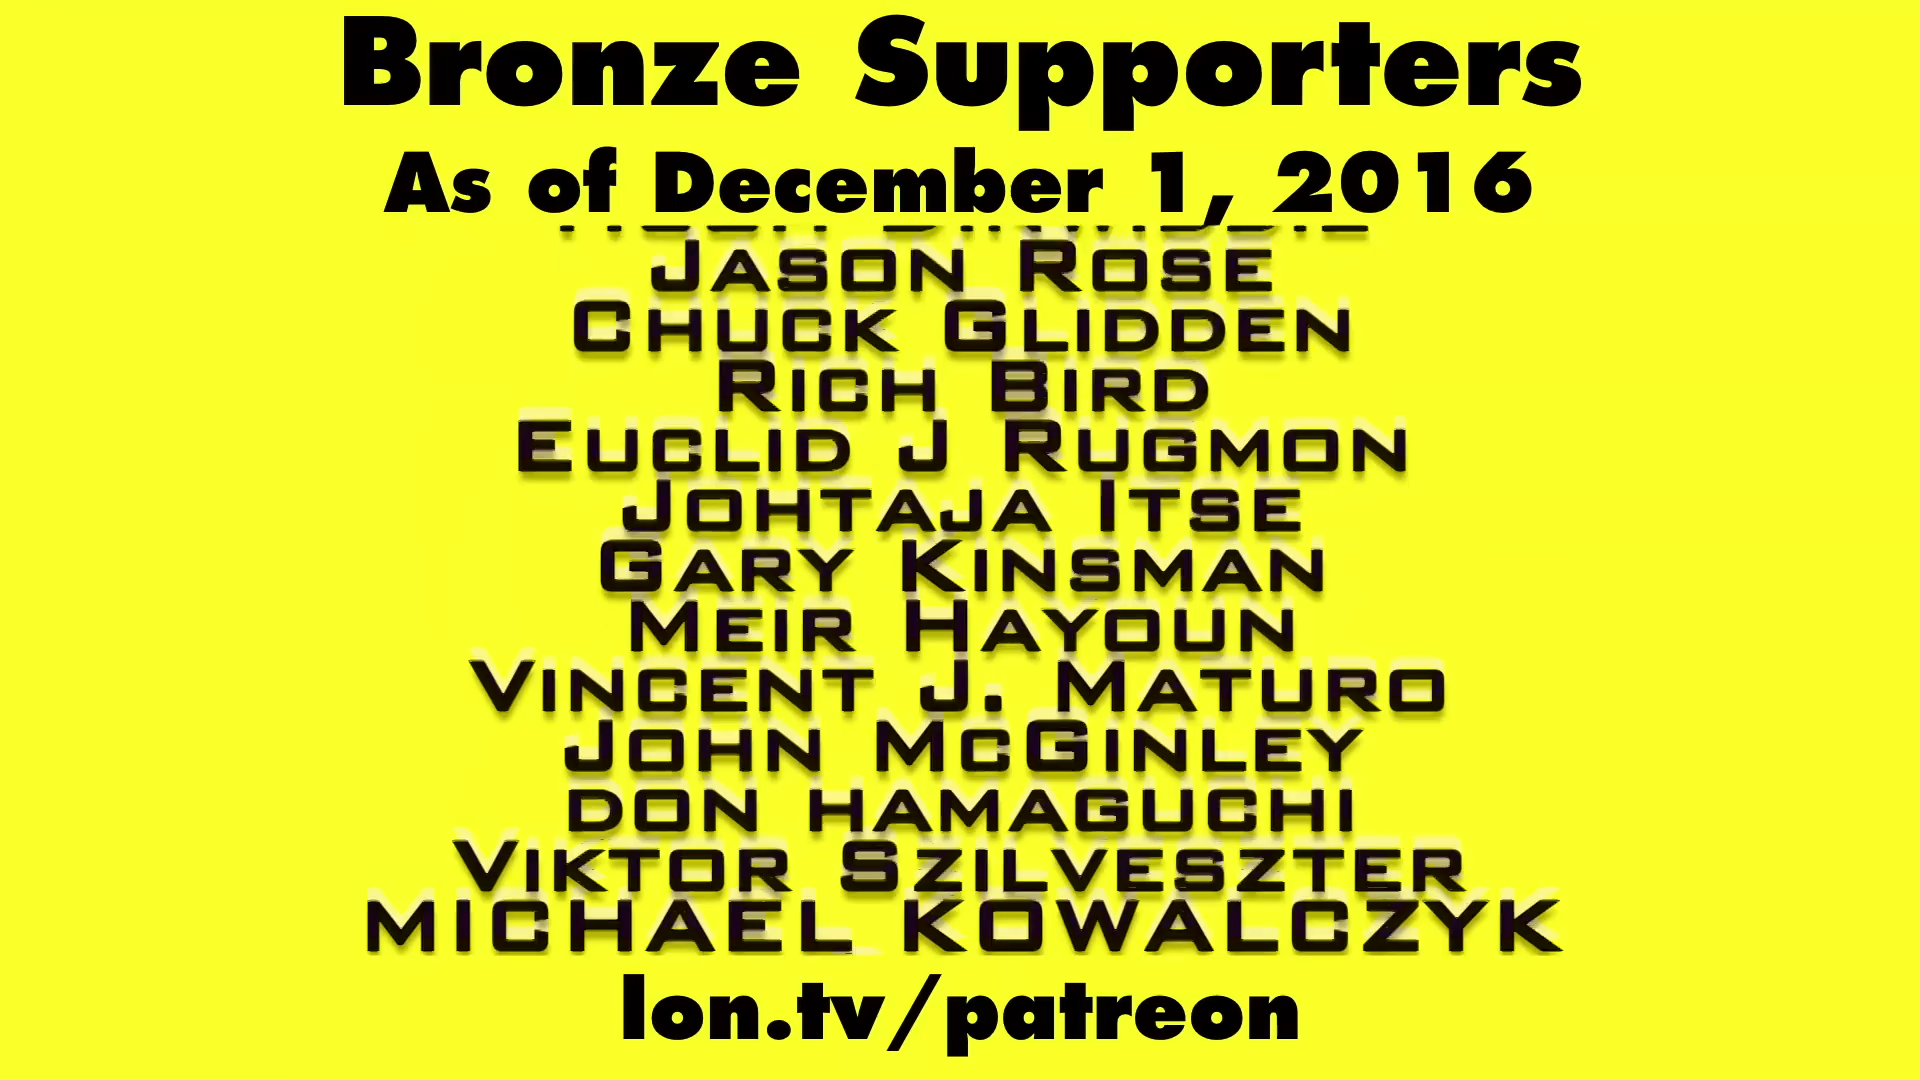 Bronze Supporters
As of December 1, 2016
Jason Rose
Chuck Glidden
Rich Bird
Euclid J Rugmon
Johtaja Itse
Gary Kinsman
Meir Hayoun
Vincent J. Maturo
John McGinley
don hamaguchi
Viktor Szilveszter
MICHAEL KOWALCZYK
lon.tv/patreon